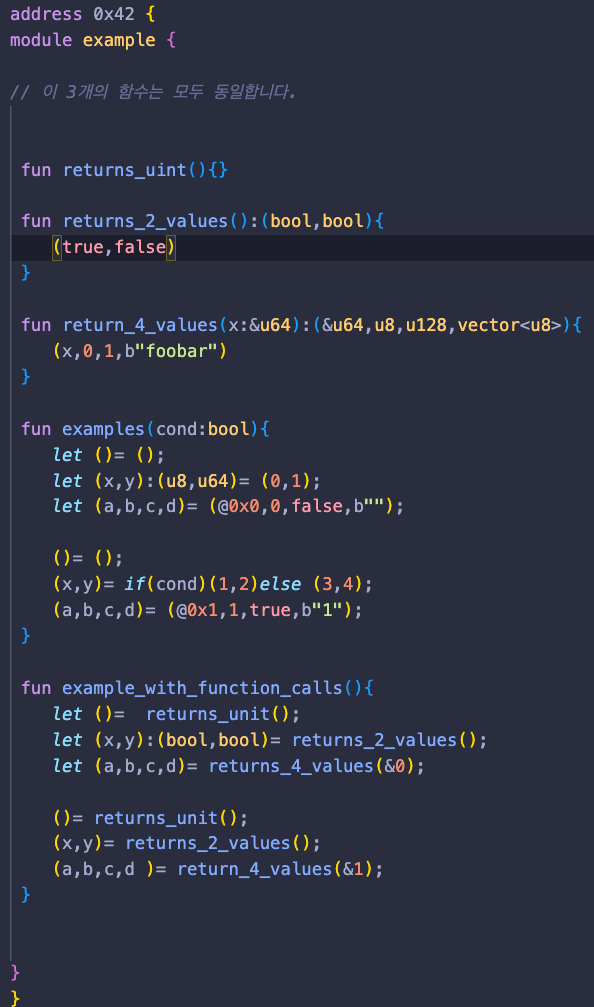 address 0x42 {
module example {
// 이 3개의 함수는 모두 동일합니다.
fun returns_uint(){}
fun returns_2_values():(bool,bool){
(true,false)
}
fun return_4_values(x:&u64):(&u64,u8,u128,vector<u8>){
(x,0,1,b"foobar")
}
fun examples(cond:bool){
let ()= ();
let (x,y):(u8,u64)= (0,1);
let (a,b,c,d)= (@0x0,0,false,b"");
()= ();
(x,y)= if(cond)(1,2)else (3,4);
(a,b,c,d)= (@0x1,1,true,b"1");
}
fun example_with_function_calls(){
let ()=  returns_unit();
let (x,y):(bool,bool)= returns_2_values();
let (a,b,c,d)= returns_4_values(&0);
()= returns_unit();
(x,y)= returns_2_values();
(a,b,c,d )= return_4_values(&1);
}
}
}